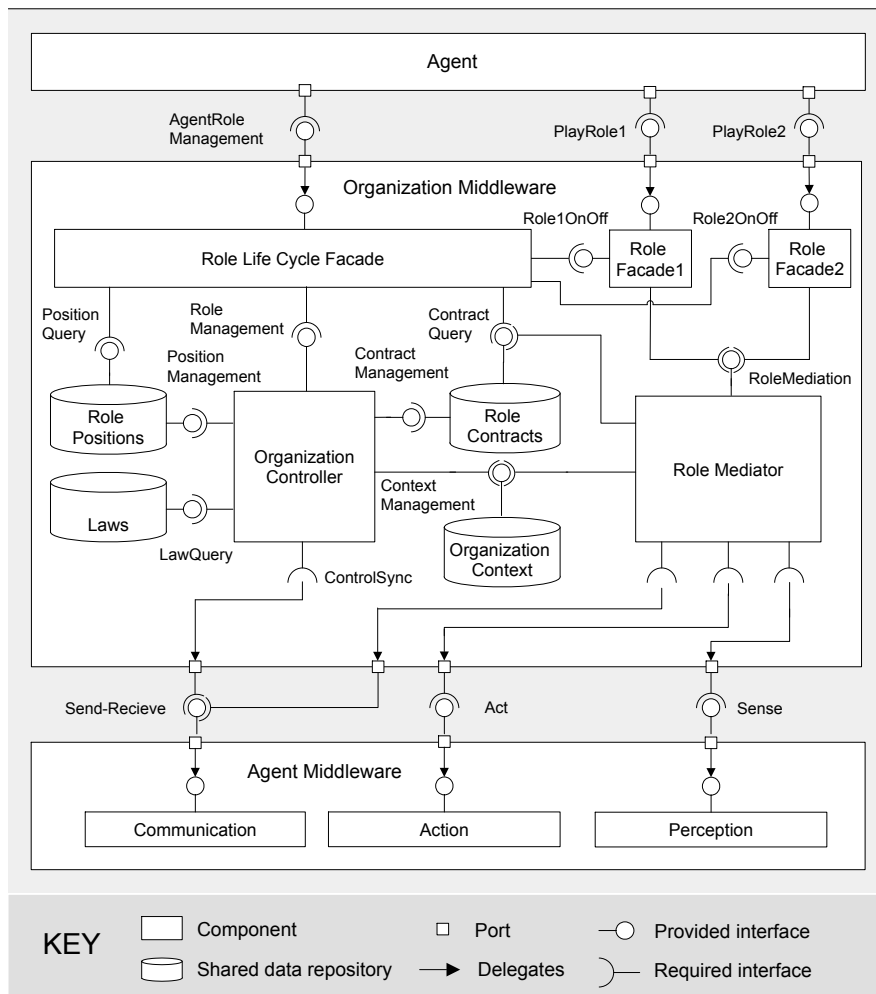 Agent
AgentRole
Management
PlayRole1
PlayRole2
Organization Middleware
Role1OnOff
Role2OnOff
Role Life Cycle Facade
Role
Facade1
Role
Facade2
Position
Query
Role
Management
Contract
Query
Position
Management
Contract
Management
RoleMediation
Role
Positions
Organization
Controller
Role
Contracts
Role Mediator
Context
Management
Laws
LawQuery
Organization
Context
ControlSync
Send-Recieve
Act
Sense
Agent Middleware
Communication
Action
Perception
KEY
Component
Port
Provided interface
Shared data repository
Delegates
Required interface